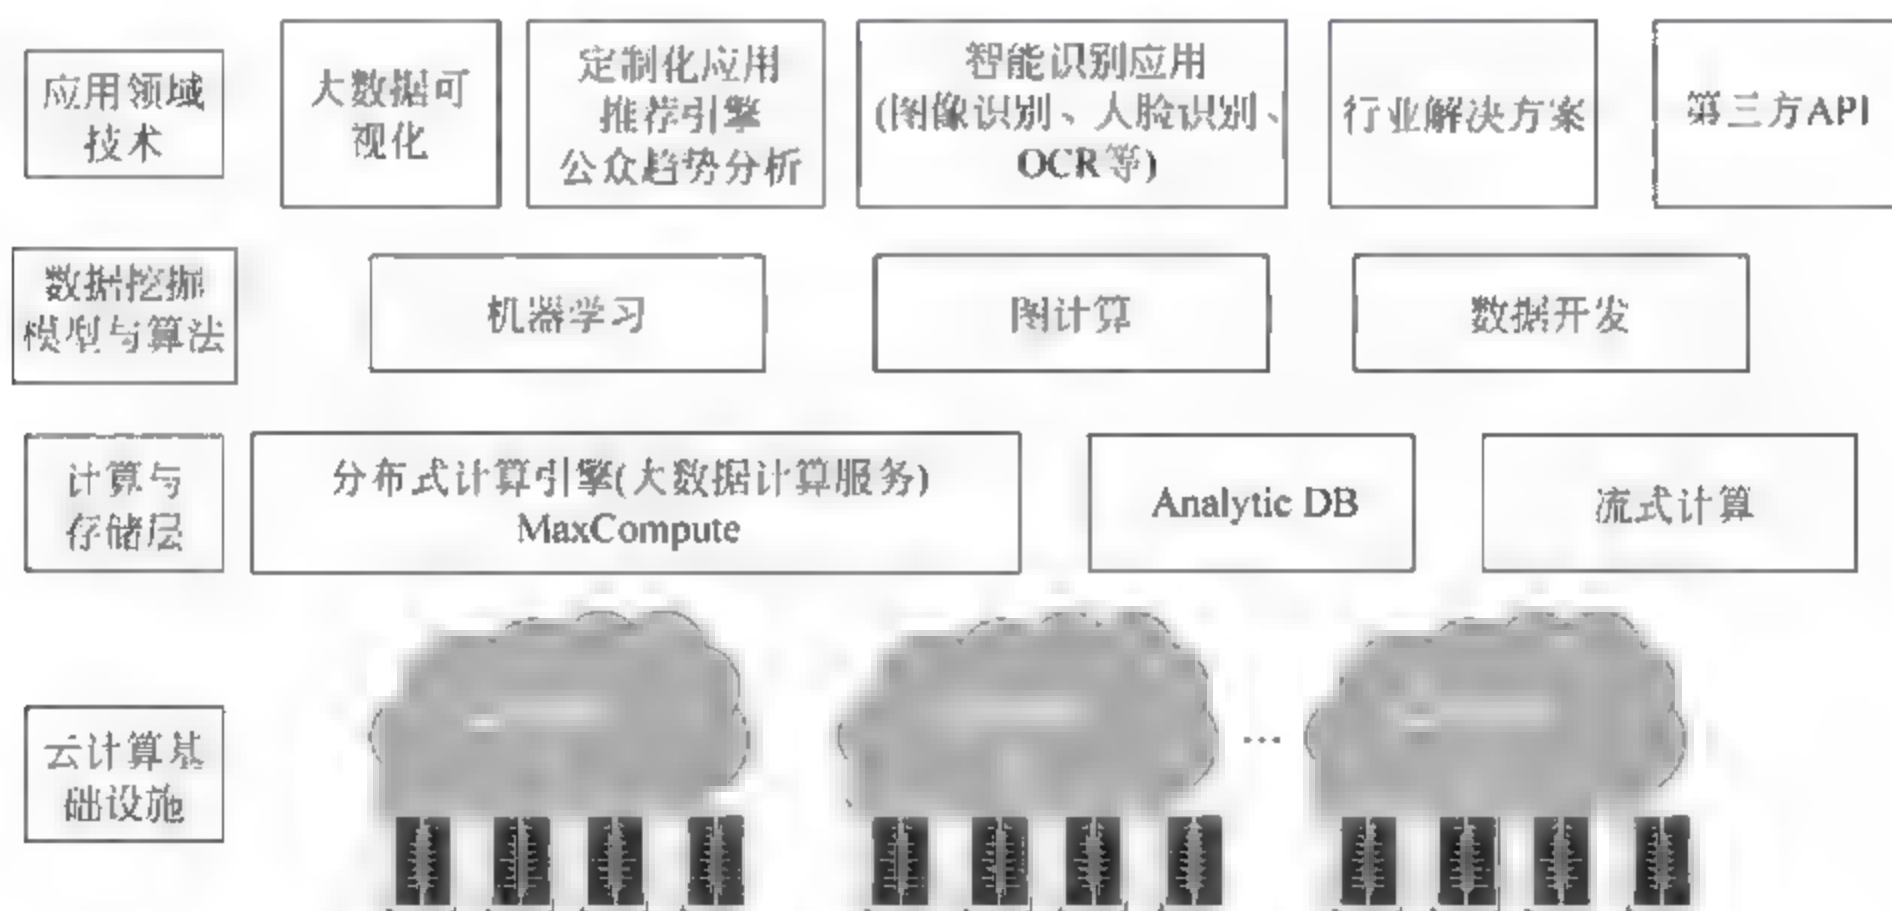 应用领域
技术
大数据可
视化
定制化应用
推荐引擎
公众趋势分析
智能识别应用
(图像识别、人脸识别、
OCR等)
行业解决方案
第三方API
数据挖掘
模型与算法
机器学习
图计算
数据开发
计算与
存储层
分布式计算引擎(大数据计算服务)
MaxCompute
Analytic DB
流式计算
云计算基
础设施
...